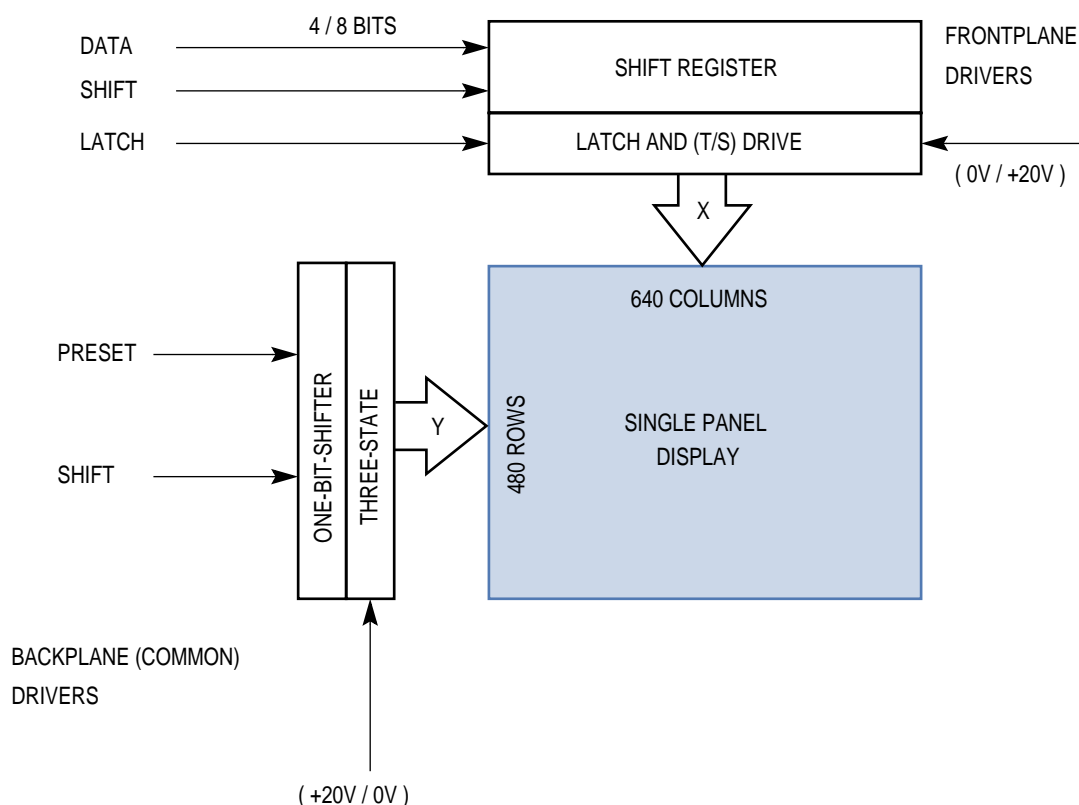 DATA
4 / 8 BITS
SHIFT
LATCH
SHIFT REGISTER
LATCH AND (T/S) DRIVE
FRONTPLANE
DRIVERS
( 0V / +20V )
X
PRESET
SHIFT
ONE-BIT-SHIFTER
THREE-STATE
Y
640 COLUMNS
480 ROWS
SINGLE PANEL
DISPLAY
BACKPLANE (COMMON)
DRIVERS
( +20V / 0V )